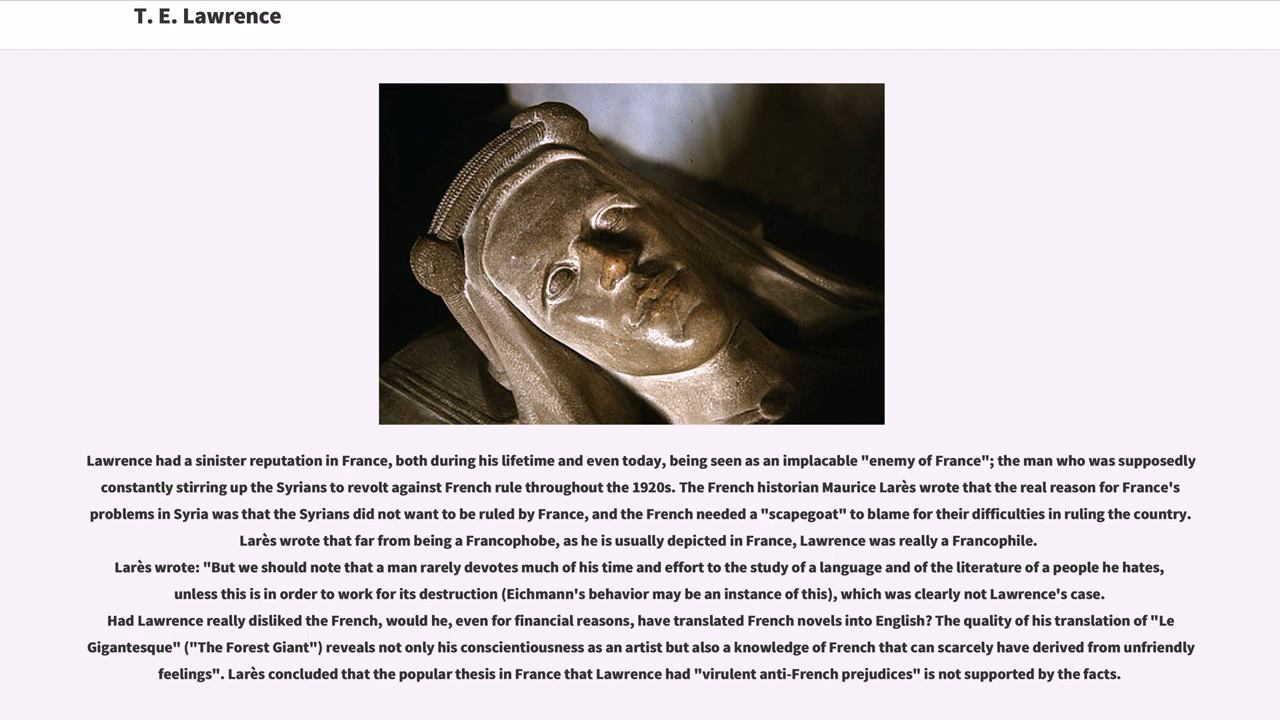 T. E. Lawrence
Lawrence had a sinister reputation in France, both during his lifetime and even today, being seen as an implacable "enemy of France"; the man who was supposedly
constantly stirring up the Syrians to revolt against French rule throughout the 1920s. The French historian Maurice Larès wrote that the real reason for France's
problems in Syria was that the Syrians did not want to be ruled by France, and the French needed a "scapegoat" to blame for their difficulties in ruling the country.
Larès wrote that far from being a Francophobe, as he is usually depicted in France, Lawrence was really a Francophile.
Larès wrote: "But we should note that a man rarely devotes much of his time and effort to the study of a language and of the literature of a people he hates,
unless this is in order to work for its destruction (Eichmann's behavior may be an instance of this), which was clearly not Lawrence's case.
Had Lawrence really disliked the French, would he, even for financial reasons, have translated French novels into English? The quality of his translation of "Le
Gigantesque" ("The Forest Giant") reveals not only his conscientiousness as an artist but also a knowledge of French that can scarcely have derived from unfriendly
feelings". Larès concluded that the popular thesis in France that Lawrence had "virulent anti-French prejudices" is not supported by the facts.